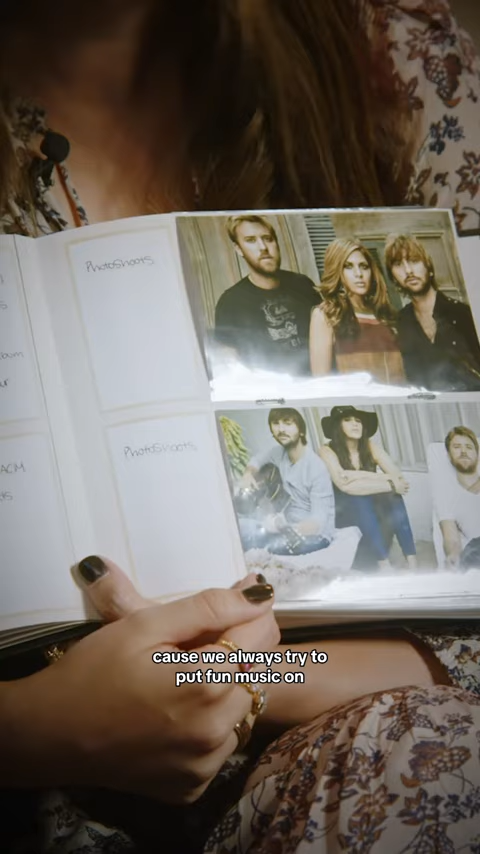 Photoshoots
Photoshoots
ACM
cause we always try to
put fun music on